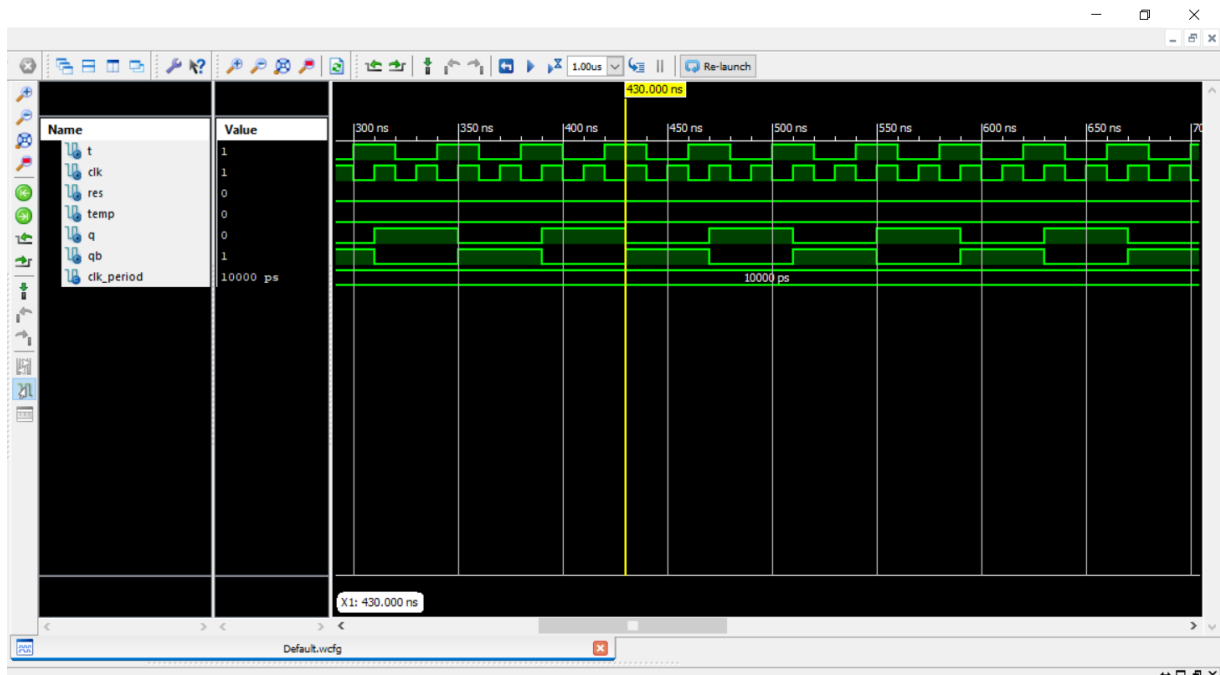 1.00us
Re-launch
430.000 ns
Name Value
300 ns 350 ns 400 ns 450 ns 500 ns 550 ns 600 ns 650 ns 70
t 1
clk 1
res 0
temp 0
q 0
qb 1
clk_period 10000 ps 10000 ps
X1: 430.000 ns
Default.wcfg